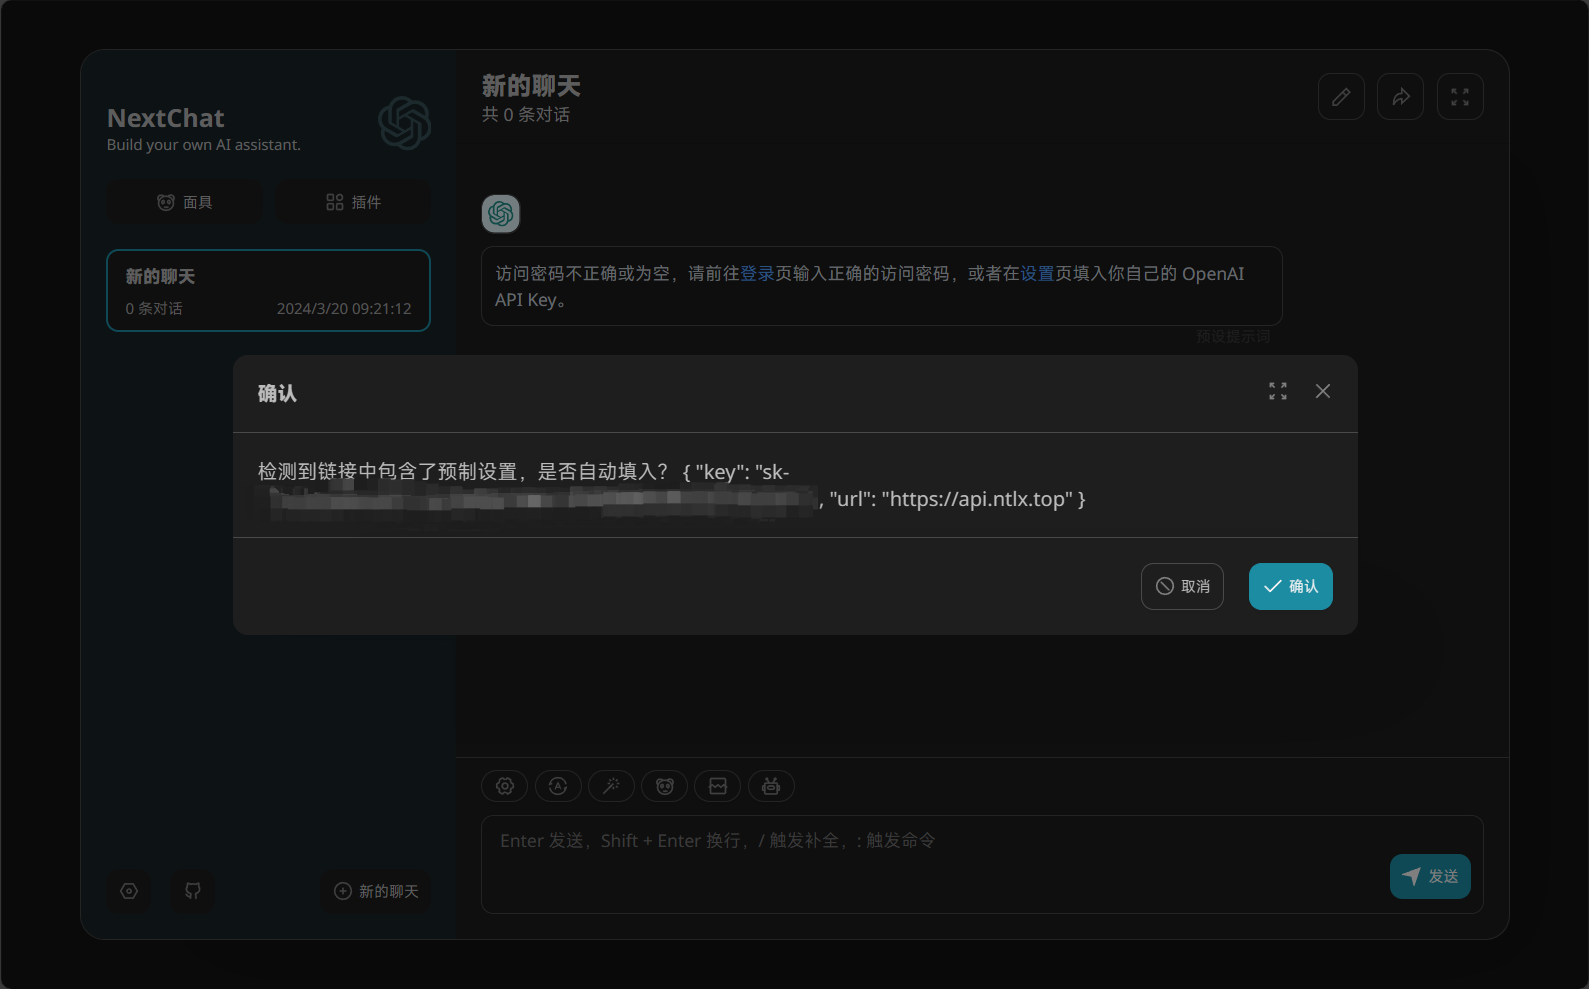 NextChat
Build your own AI assistant.
面具
插件
新的聊天
0 条对话
2024/3/20 09:21:12
新的聊天
共 0 条对话
访问密码不正确或为空，请前往登录页输入正确的访问密码，或者在设置页填入你自己的 OpenAI
API Key。
预设提示词
确认
检测到链接中包含了预制设置，是否自动填入？ { "key": "sk-
, "url": "https://api.ntlx.top" }
取消
确认
Enter 发送，Shift + Enter 换行，/ 触发补全，: 触发命令
发送
新的聊天